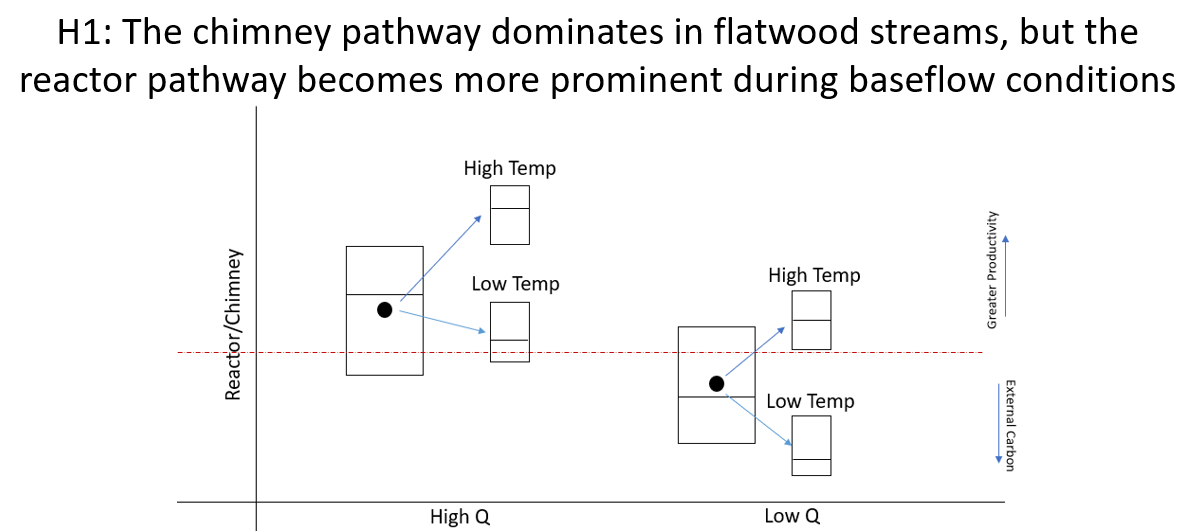 H1: The chimney pathway dominates in flatwood streams, but the
reactor pathway becomes more prominent during baseflow conditions
High Temp
Low Temp
High Temp
Low Temp
Reactor/Chimney
Greater Productivity
External Carbon
High Q
Low Q